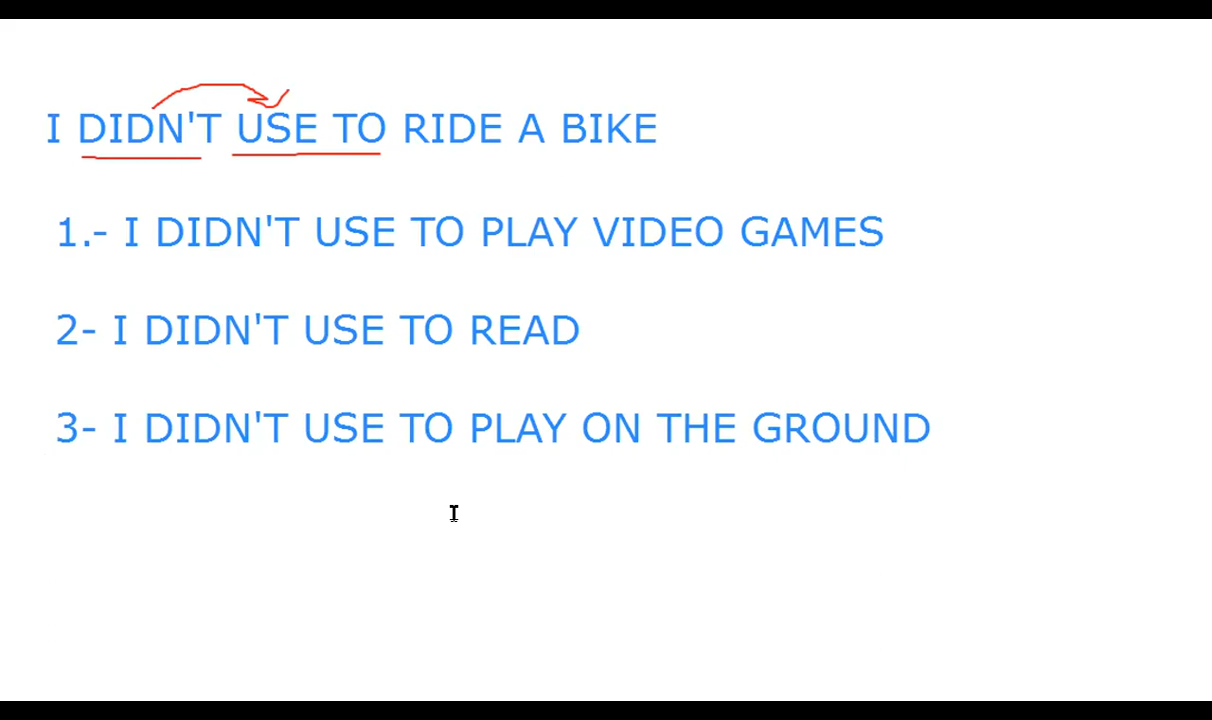 I DIDN'T USE TO RIDE A BIKE
1.- I DIDN'T USE TO PLAY VIDEO GAMES
2- I DIDN'T USE TO READ
3- I DIDN'T USE TO PLAY ON THE GROUND